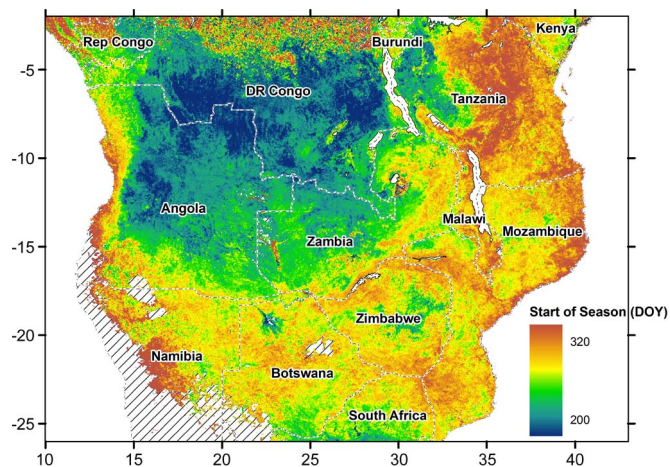 Rep Congo
Burundi
Kenya
-5
DR Congo
Tanzania
-10
Angola
Malawi
Mozambique
-15
Zambia
Start of Season (DOY)
320
Zimbabwe
-20
Namibia
Botswana
200
South Africa
-25
10 15 20 25 30 35 40